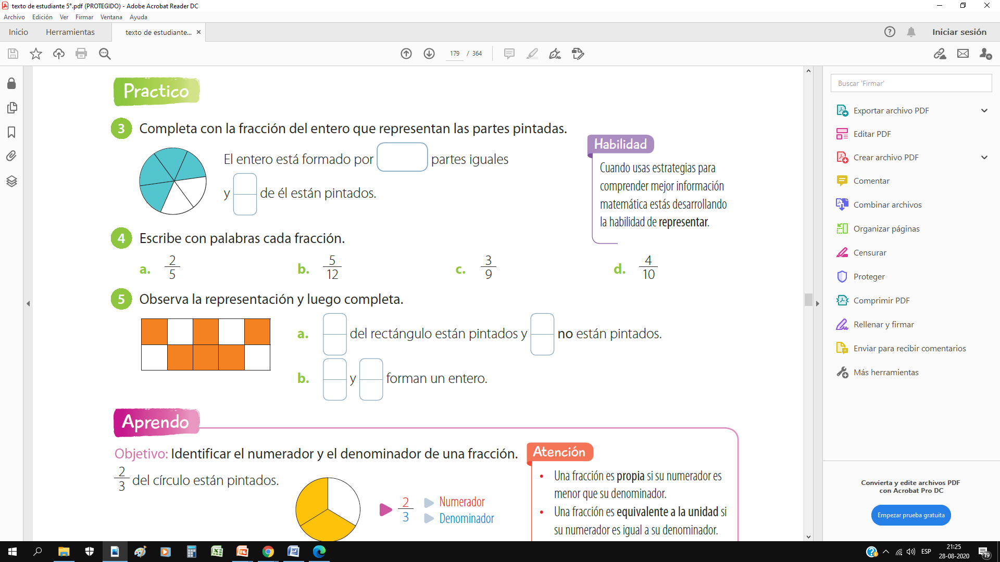 texto de estudiante 5°.pdf (PROTEGIDO) - Adobe Acrobat Reader DC
Archivo Edición Ver Firmar Ventana Ayuda
Inicio Herramientas texto de estudiante... × Iniciar sesión
179 / 364
Practico
3 Completa con la fracción del entero que representan las partes pintadas.
El entero está formado por partes iguales
y de él están pintados.
Habilidad
Cuando usas estrategias para
comprender mejor información
matemática estás desarrollando
la habilidad de representar.
4 Escribe con palabras cada fracción.
a. 2/5 b. 5/12 c. 3/9 d. 4/10
5 Observa la representación y luego completa.
a. del rectángulo están pintados y no están pintados.
b. y forman un entero.
Aprendo
Objetivo: Identificar el numerador y el denominador de una fracción.
2/3 del círculo están pintados.
2/3 Numerador
Denominador
Atención
• Una fracción es propia si su numerador es
menor que su denominador.
• Una fracción es equivalente a la unidad si
su numerador es igual a su denominador.
Buscar 'Firmar'
Exportar archivo PDF
Editar PDF
Crear archivo PDF
Comentar
Combinar archivos
Organizar páginas
Censurar
Proteger
Comprimir PDF
Rellenar y firmar
Enviar para recibir comentarios
Más herramientas
Convierta y edite archivos PDF
con Acrobat Pro DC
Empezar prueba gratuita
ESP
21:25
28-08-2020
19